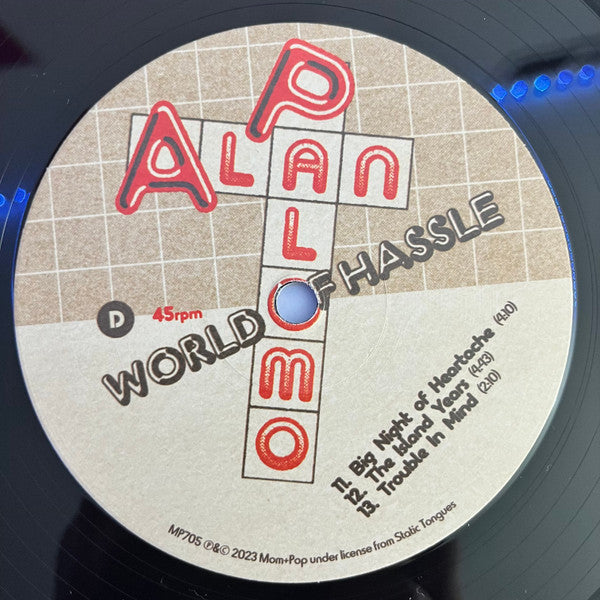 ALAN
PALOMO
WORLD OF HASSLE
D 45rpm
11. Big Night of Heartache (4:10)
12. The Island Years (4:43)
13. Trouble In Mind (2:10)
MP705 ℗&© 2023 Mom+Pop under license from Static Tongues